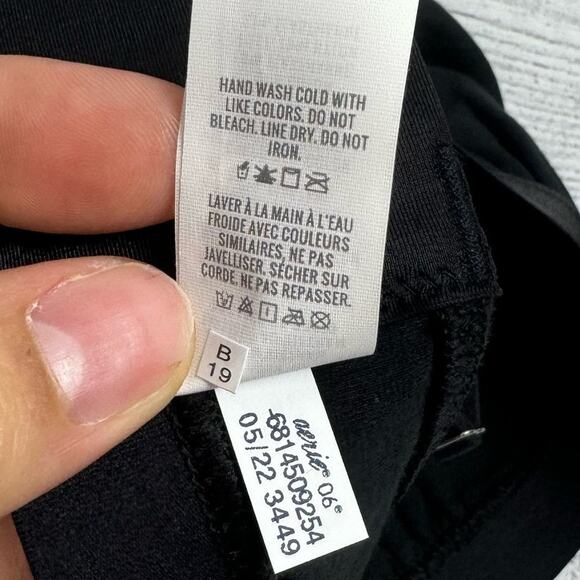 HAND WASH COLD WITH
LIKE COLORS. DO NOT
BLEACH. LINE DRY. DO NOT
IRON.
LAVER À LA MAIN À L'EAU
FROIDE AVEC COULEURS
SIMILAIRES, NE PAS
JAVELLISER. SÉCHER SUR
CORDE. NE PAS REPASSER.
B
19
aerie® 06®
6814509254
05/22 3449